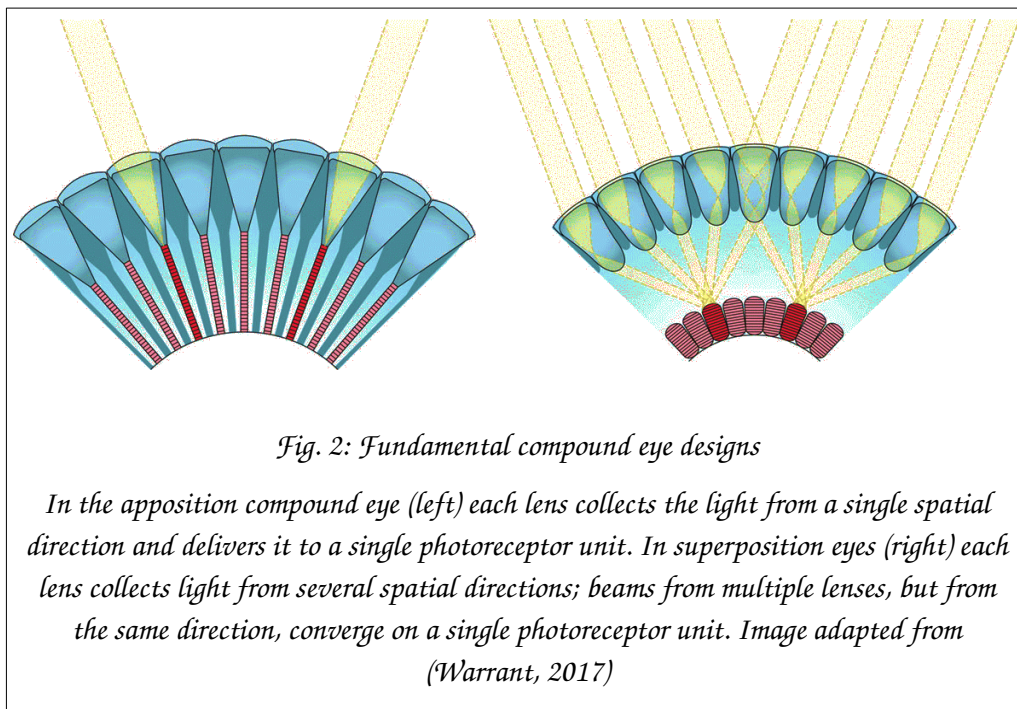 Fig. 2: Fundamental compound eye designs
In the apposition compound eye (left) each lens collects the light from a single spatial
direction and delivers it to a single photoreceptor unit. In superposition eyes (right) each
lens collects light from several spatial directions; beams from multiple lenses, but from
the same direction, converge on a single photoreceptor unit. Image adapted from
(Warrant, 2017)